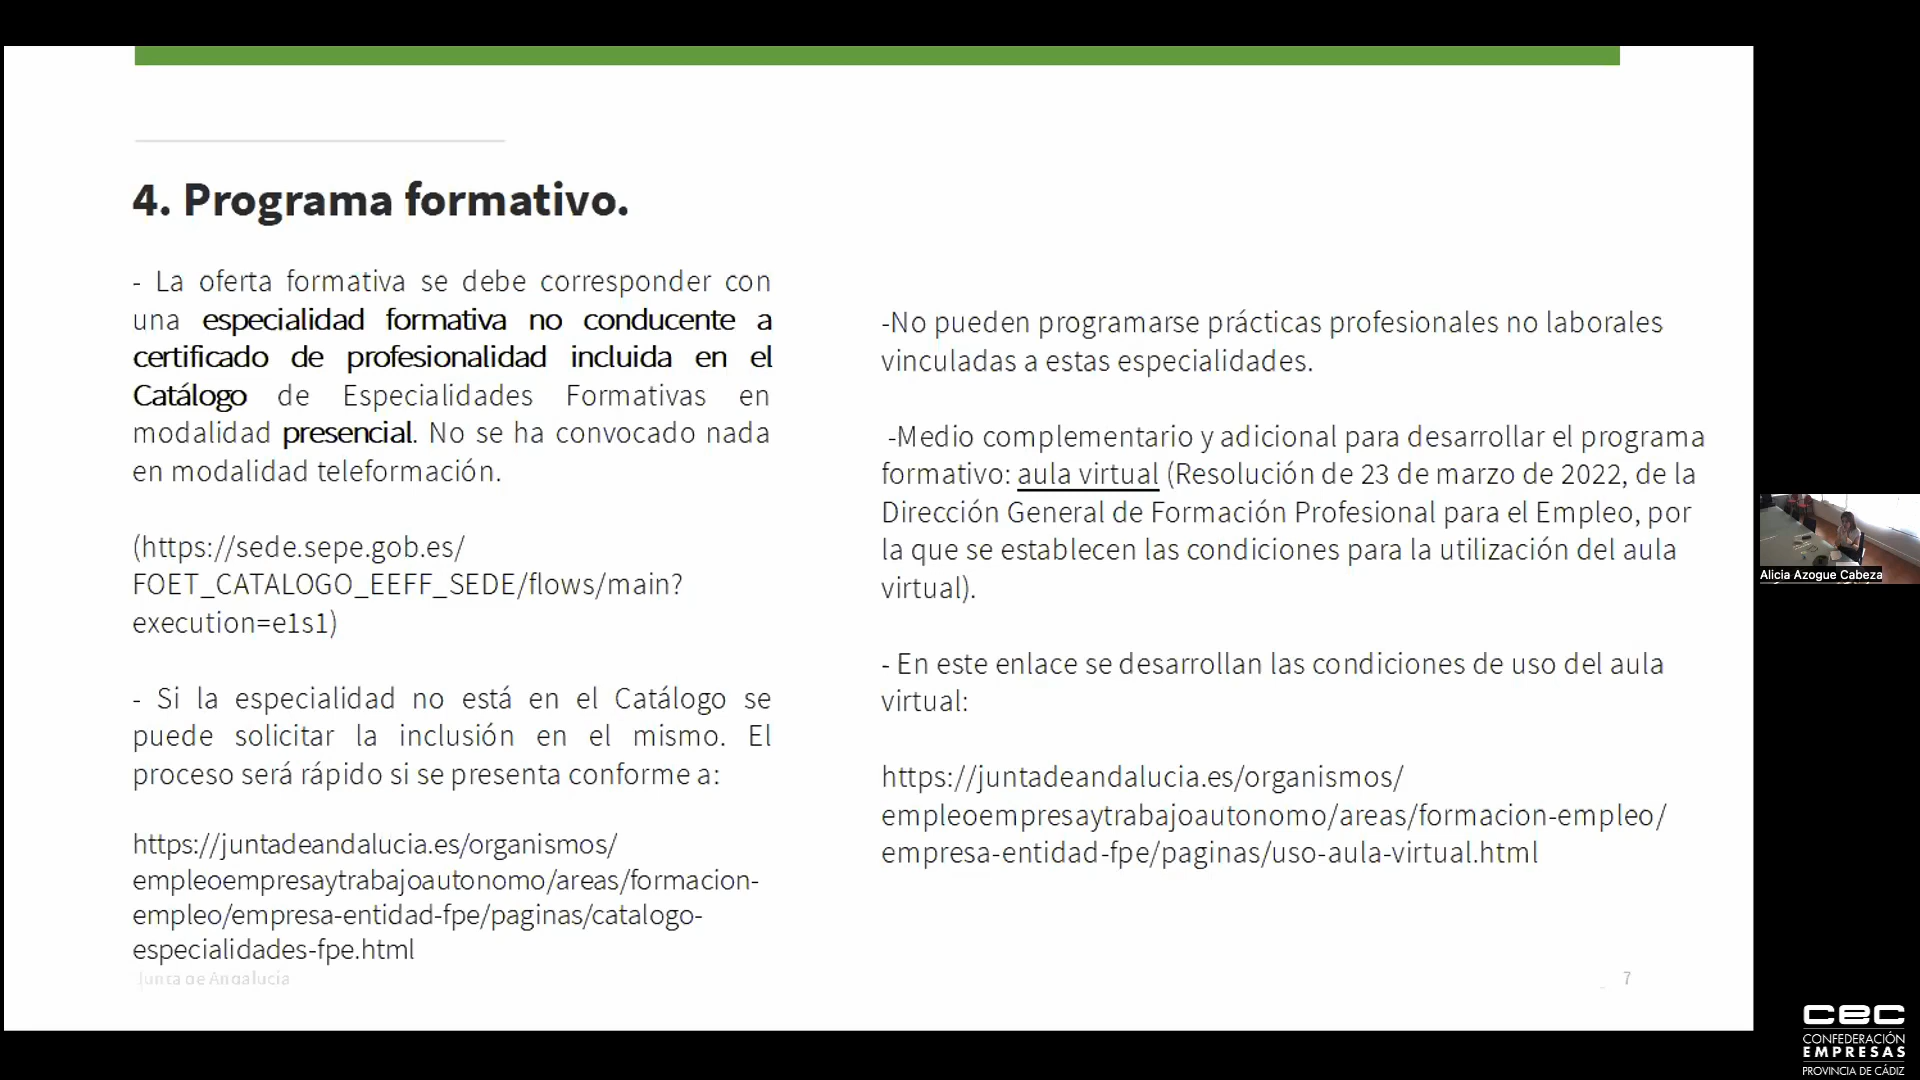 4. Programa formativo.
- La oferta formativa se debe corresponder con
una especialidad formativa no conducente a
certificado de profesionalidad incluida en el
Catálogo de Especialidades Formativas en
modalidad presencial. No se ha convocado nada
en modalidad teleformación.
(https://sede.sepe.gob.es/
FOET_CATALOGO_EEFF_SEDE/flows/main?
execution=e1s1)
- Si la especialidad no está en el Catálogo se
puede solicitar la inclusión en el mismo. El
proceso será rápido si se presenta conforme a:
https://juntadeandalucia.es/organismos/
empleoempresaytrabajoautonomo/areas/formacion-
empleo/empresa-entidad-fpe/paginas/catalogo-
especialidades-fpe.html
Junta de Andalucía
-No pueden programarse prácticas profesionales no laborales
vinculadas a estas especialidades.
-Medio complementario y adicional para desarrollar el programa
formativo: aula virtual (Resolución de 23 de marzo de 2022, de la
Dirección General de Formación Profesional para el Empleo, por
la que se establecen las condiciones para la utilización del aula
virtual).
- En este enlace se desarrollan las condiciones de uso del aula
virtual:
https://juntadeandalucia.es/organismos/
empleoempresaytrabajoautonomo/areas/formacion-empleo/
empresa-entidad-fpe/paginas/uso-aula-virtual.html
7
Alicia Azogue Cabeza
cec
CONFEDERACIÓN
EMPRESAS
PROVINCIA DE CÁDIZ